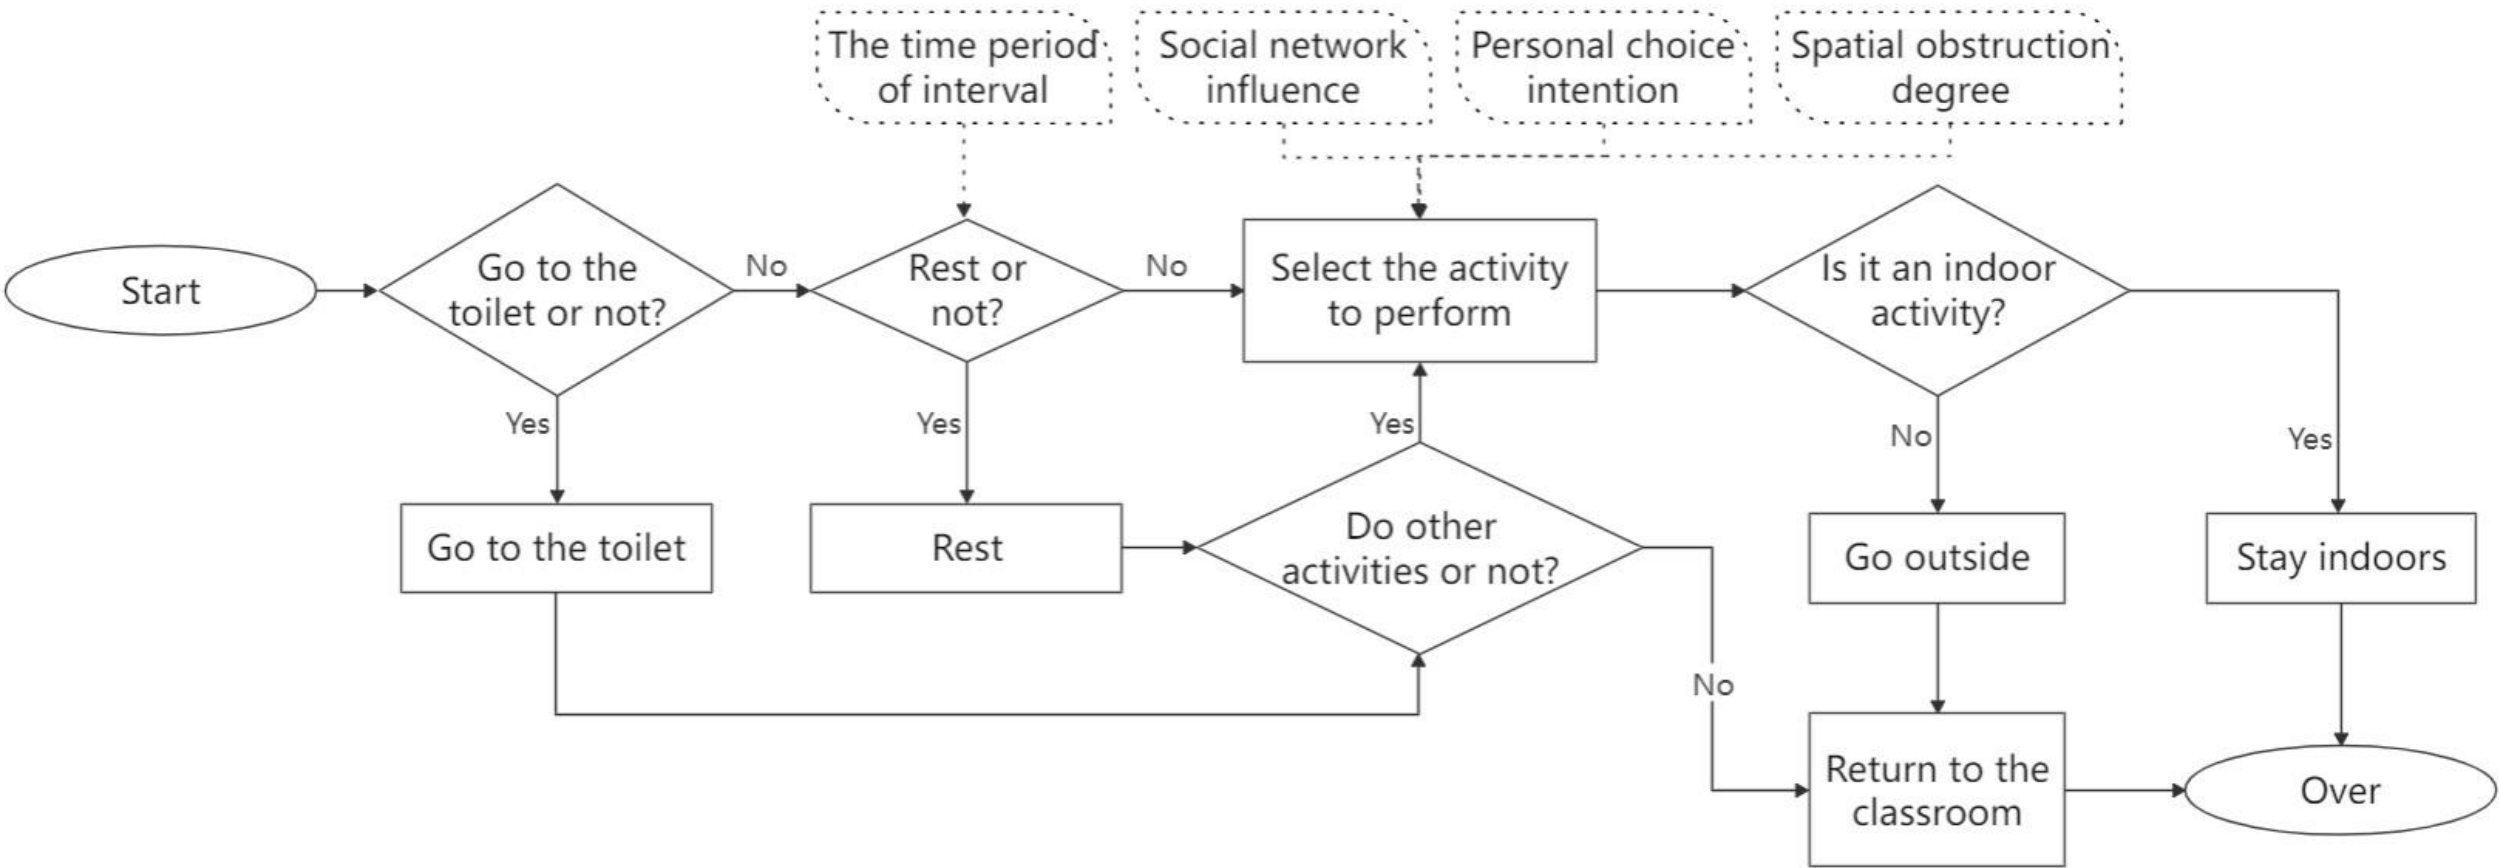 The time period
of interval
Social network
influence
Personal choice
intention
Spatial obstruction
degree
Start
Go to the
toilet or not?
No
Rest or
not?
No
Select the activity
to perform
Is it an indoor
activity?
Yes
Yes
Yes
No
Yes
Go to the toilet
Rest
Do other
activities or not?
Go outside
Stay indoors
No
Return to the
classroom
Over